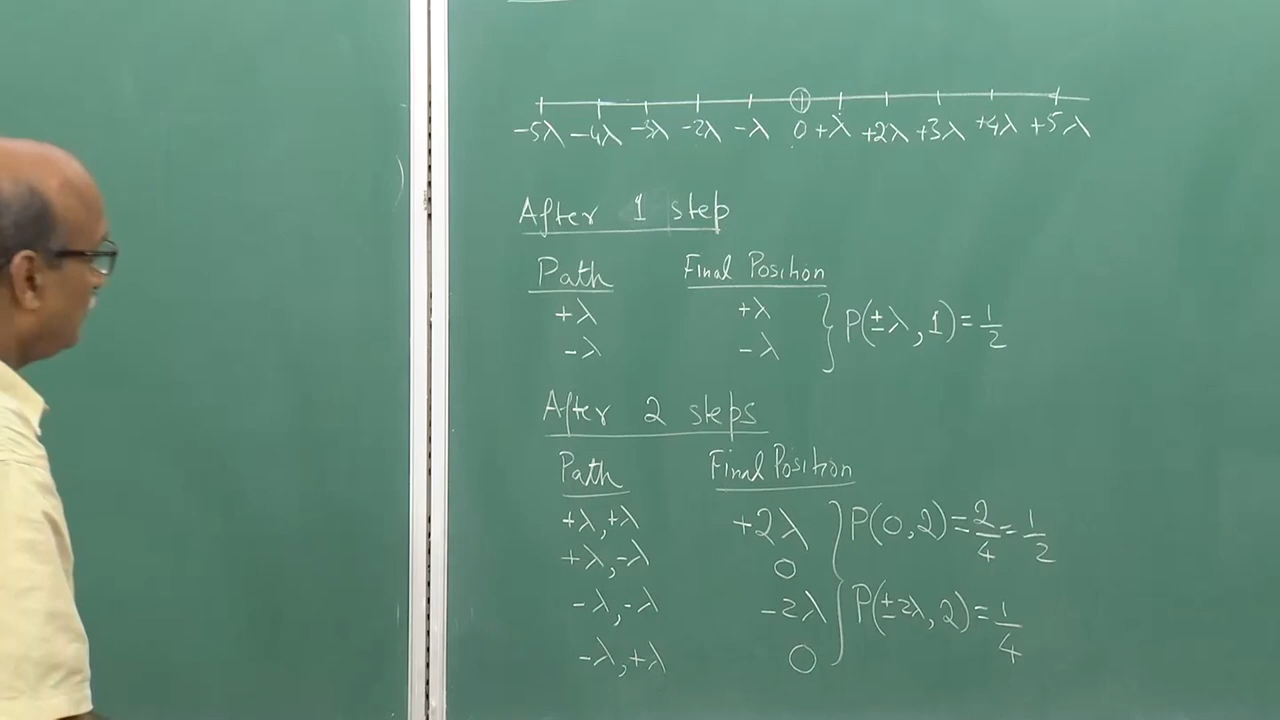 -5λ -4λ -3λ -2λ -λ 0 +λ +2λ +3λ +4λ +5λ
After 1 step
Path Final Position
+λ +λ
-λ -λ
P(±λ, 1) = 1/2
After 2 steps
Path Final Position
+λ, +λ +2λ
P(0, 2) = 2/4 = 1/2
+λ, -λ 0
-λ, -λ -2λ
P(±2λ, 2) = 1/4
-λ, +λ 0